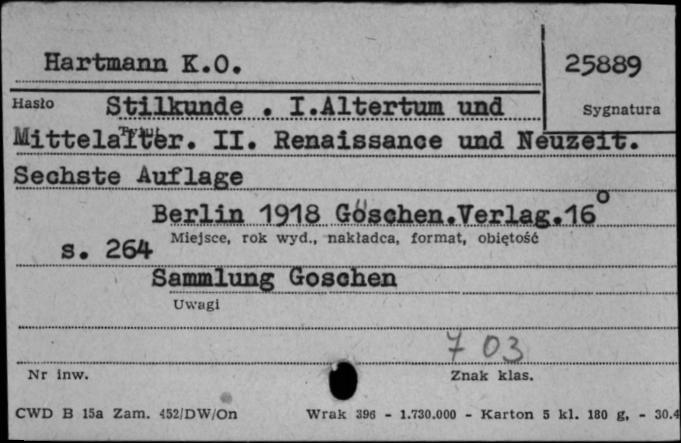 Hartmann K.O.
25889
Hasło Stilkunde . I.Altertum und
Sygnatura
Tytuł
Mittelalter. II. Renaissance und Neuzeit.
Sechste Auflage
Berlin 1918 Göschen.Verlag.16°
Miejsce, rok wyd., nakładca, format, objętość
s. 264
Sammlung Goschen
Uwagi
7 03
Nr inw.
Znak klas.
CWD B 15a Zam. 452/DW/On Wrak 396 - 1.730.000 - Karton 5 kl. 180 g, - 30.4